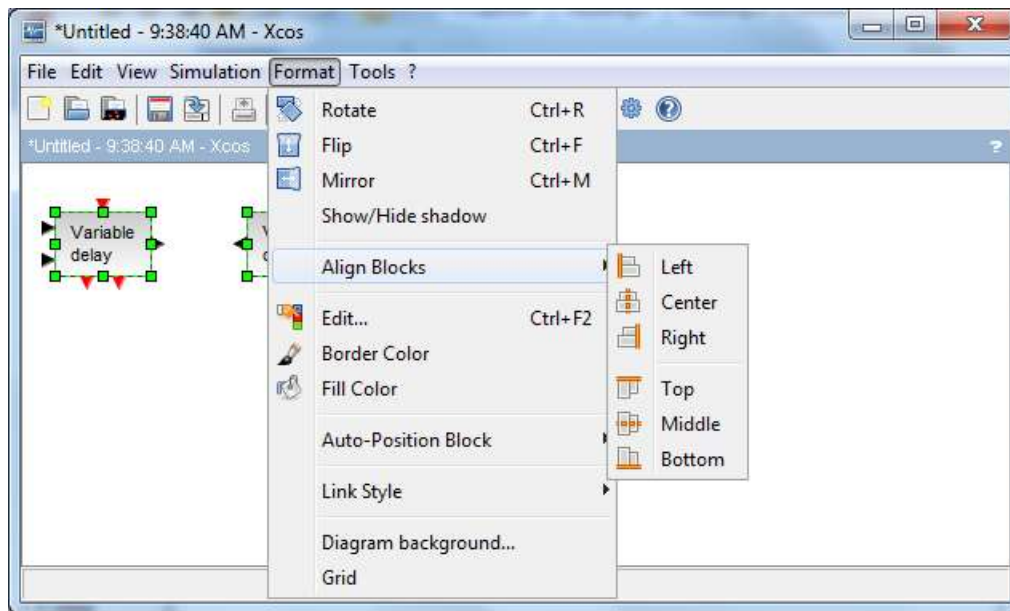 *Untitled - 9:38:40 AM - Xcos
File Edit View Simulation Format Tools ?
*Untitled - 9:38:40 AM - Xcos ?
Rotate Ctrl+R
Flip Ctrl+F
Mirror Ctrl+M
Show/Hide shadow
Align Blocks
Edit... Ctrl+F2
Border Color
Fill Color
Auto-Position Block
Link Style
Diagram background...
Grid
Left
Center
Right
Top
Middle
Bottom
Variable
delay